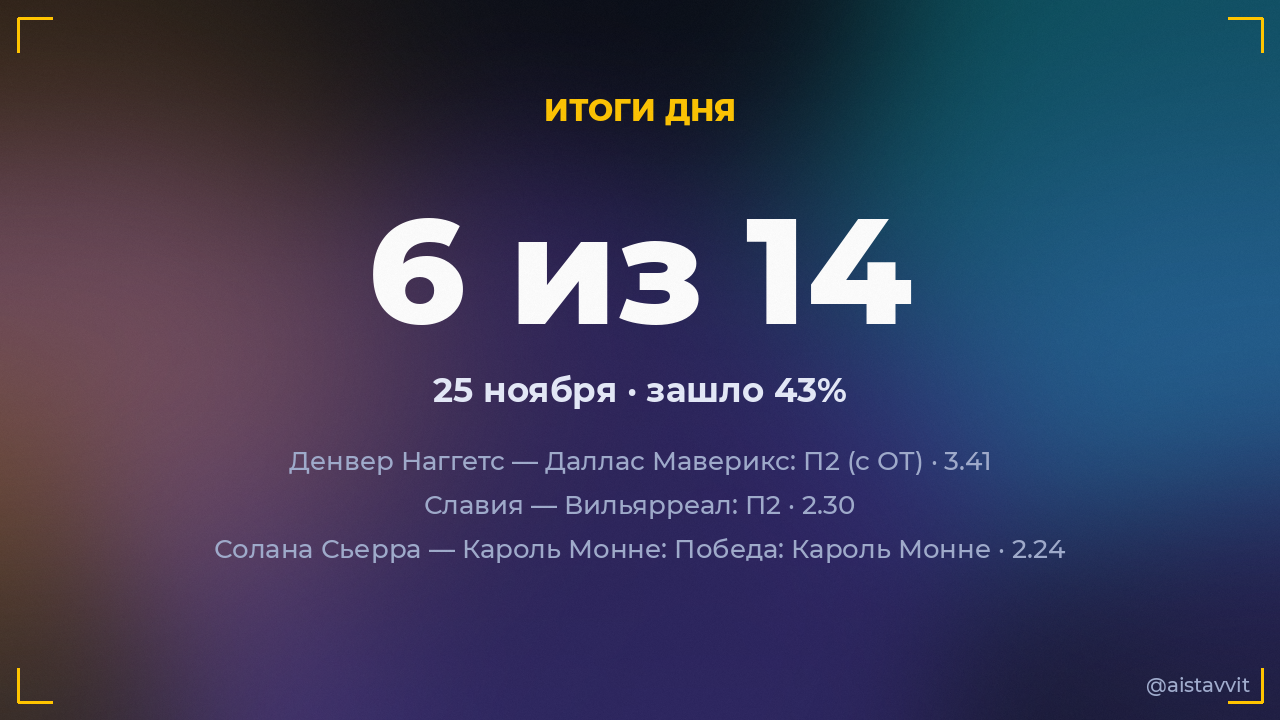 ИТОГИ ДНЯ
6 из 14
25 ноября · зашло 43%
Денвер Наггетс — Даллас Маверикс: П2 (с ОТ) · 3.41
Славия — Вильярреал: П2 · 2.30
Солана Сьерра — Кароль Монне: Победа: Кароль Монне · 2.24
@aistavvit